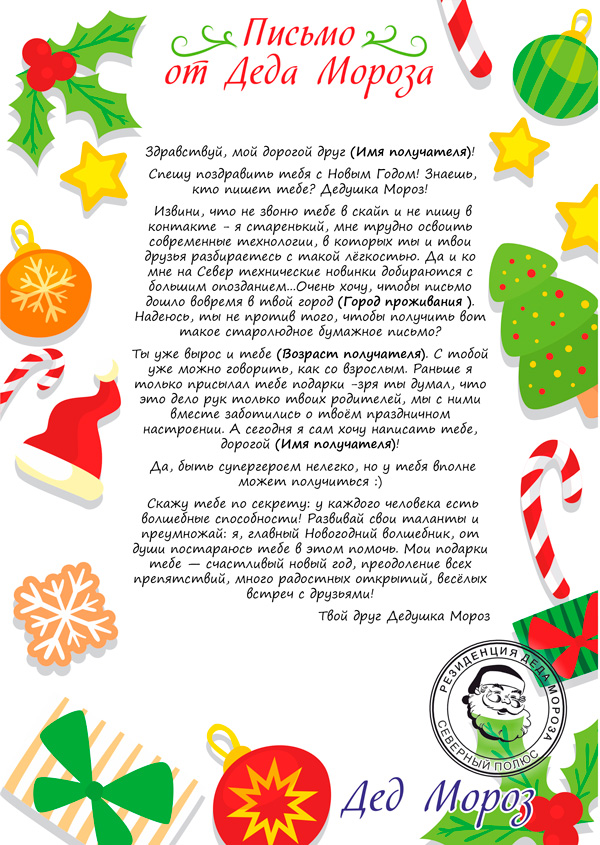 Письмо
от Деда Мороза
Здравствуй, мой дорогой друг (Имя получателя)!
Спешу поздравить тебя с Новым Годом! Знаешь,
кто пишет тебе? Дедушка Мороз!
Извини, что не звоню тебе в скайп и не пишу в
контакте - я старенький, мне трудно освоить
современные технологии, в которых ты и твои
друзья разбираетесь с такой лёгкостью. Да и ко
мне на Север технические новинки добираются с
большим опозданием...Очень хочу, чтобы письмо
дошло вовремя в твой город (Город проживания ).
Надеюсь, ты не против того, чтобы получить вот
такое старолюдное бумажное письмо?
Ты уже вырос и тебе (Возраст получателя). С тобой
уже можно говорить, как со взрослым. Раньше я
только присылал тебе подарки -зря ты думал, что
это дело рук только твоих родителей, мы с ними
вместе заботились о твоём праздничном
настроении. А сегодня я сам хочу написать тебе,
дорогой (Имя получателя)!
Да, быть супергероем нелегко, но у тебя вполне
может получиться :)
Скажу тебе по секрету: у каждого человека есть
волшебные способности! Развивай свои таланты и
преумножай: я, главный Новогодний волшебник, от
души постараюсь тебе в этом помочь. Мои подарки
тебе — счастливый новый год, преодоление всех
препятствий, много радостных открытий, весёлых
встреч с друзьями!
Твой друг Дедушка Мороз
РЕЗИДЕНЦИЯ ДЕДА МОРОЗА
СЕВЕРНЫЙ ПОЛЮС
Дед Мороз